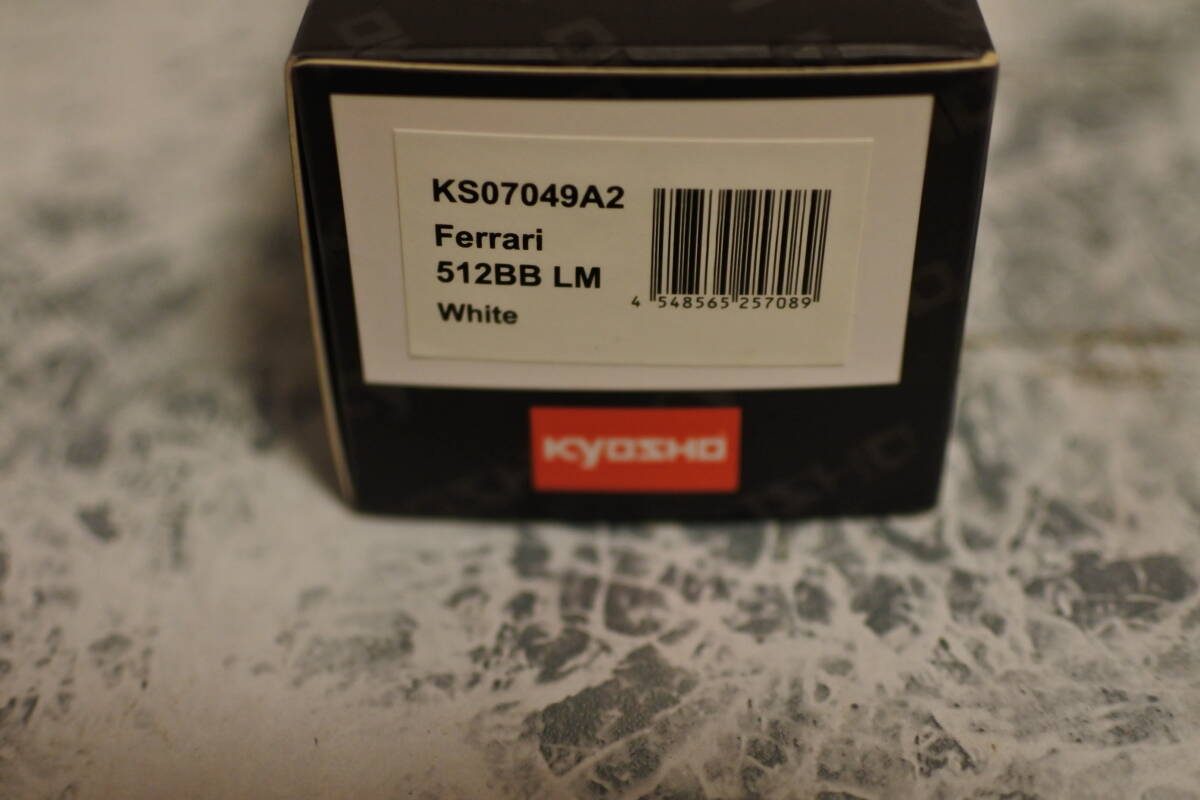 KS07049A2
Ferrari
512BB LM
White
4 548565 257089
KYOSHO